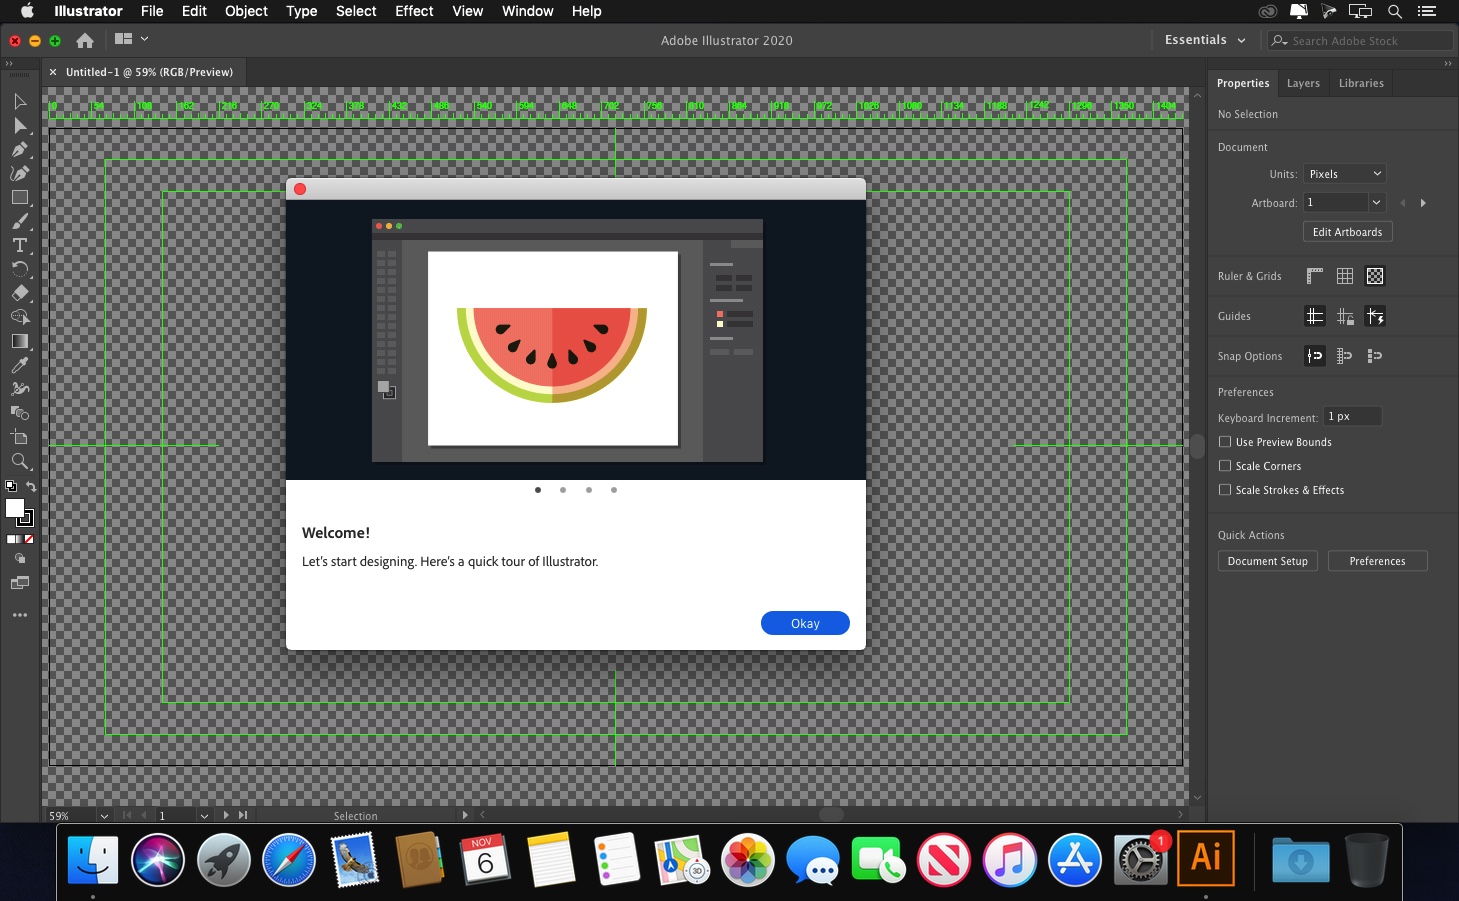 Illustrator File Edit Object Type Select Effect View Window Help
Adobe Illustrator 2020
Essentials
Search Adobe Stock
Untitled-1 @ 59% (RGB/Preview)
0 54 108 162 216 270 324 378 432 486 540 594 648 702 756 810 864 918 972 1026 1080 1134 1188 1242 1296 1350 1404
Properties Layers Libraries
No Selection
Document
Units: Pixels
Artboard: 1
Edit Artboards
Ruler & Grids
Guides
Snap Options
Preferences
Keyboard Increment: 1 px
Use Preview Bounds
Scale Corners
Scale Strokes & Effects
Quick Actions
Document Setup Preferences
Welcome!
Let's start designing. Here's a quick tour of Illustrator.
Okay
59% 1 Selection
NOV
6
3D
1
Ai